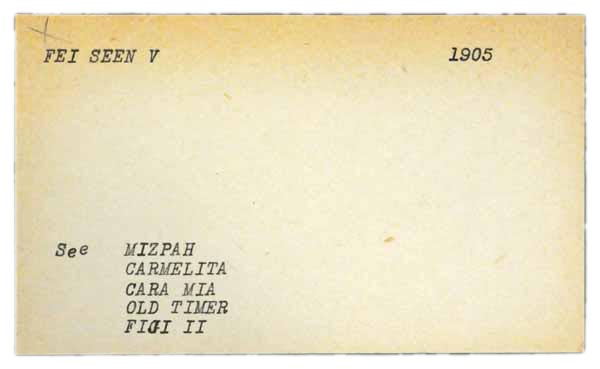 FEI SEEN V 1905
See MIZPAH
CARMELITA
CARA MIA
OLD TIMER
FIGI II